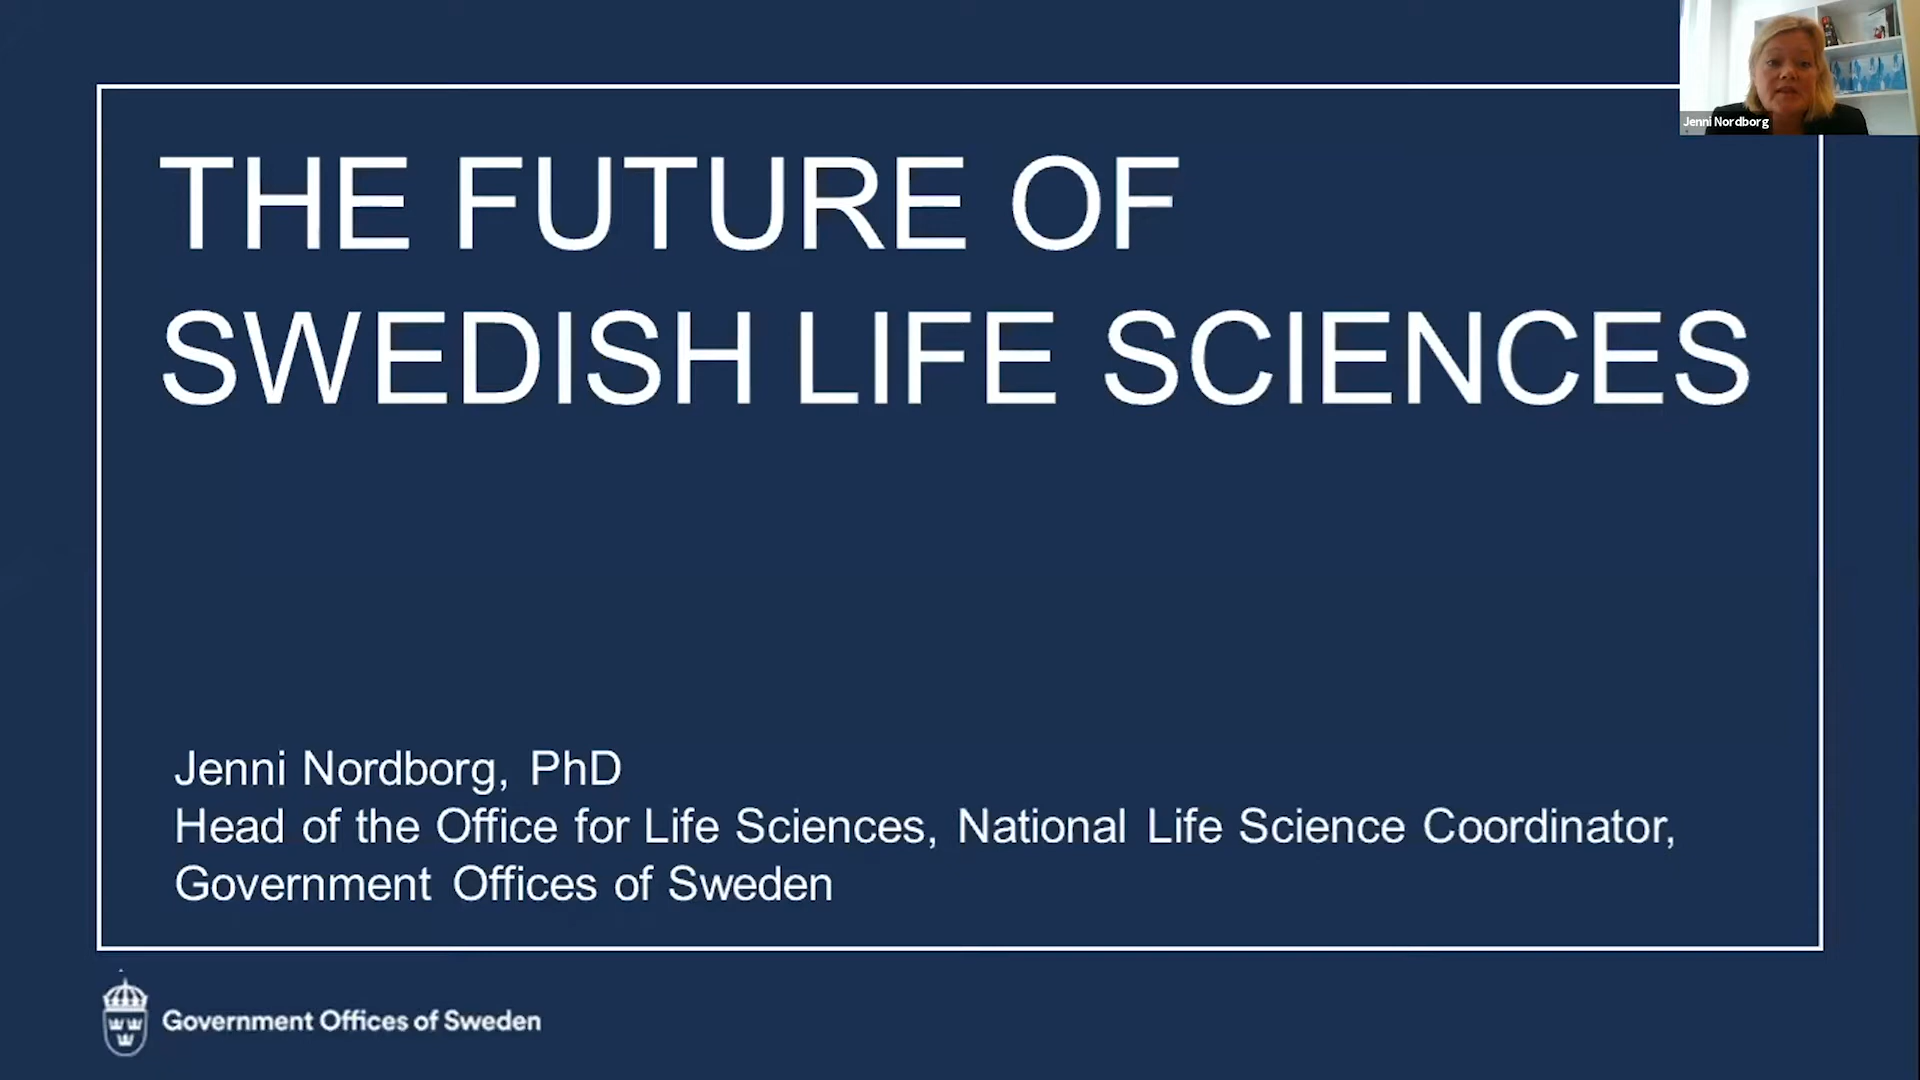 Jenni Nordborg
THE FUTURE OF
SWEDISH LIFE SCIENCES
Jenni Nordborg, PhD
Head of the Office for Life Sciences, National Life Science Coordinator,
Government Offices of Sweden
Government Offices of Sweden